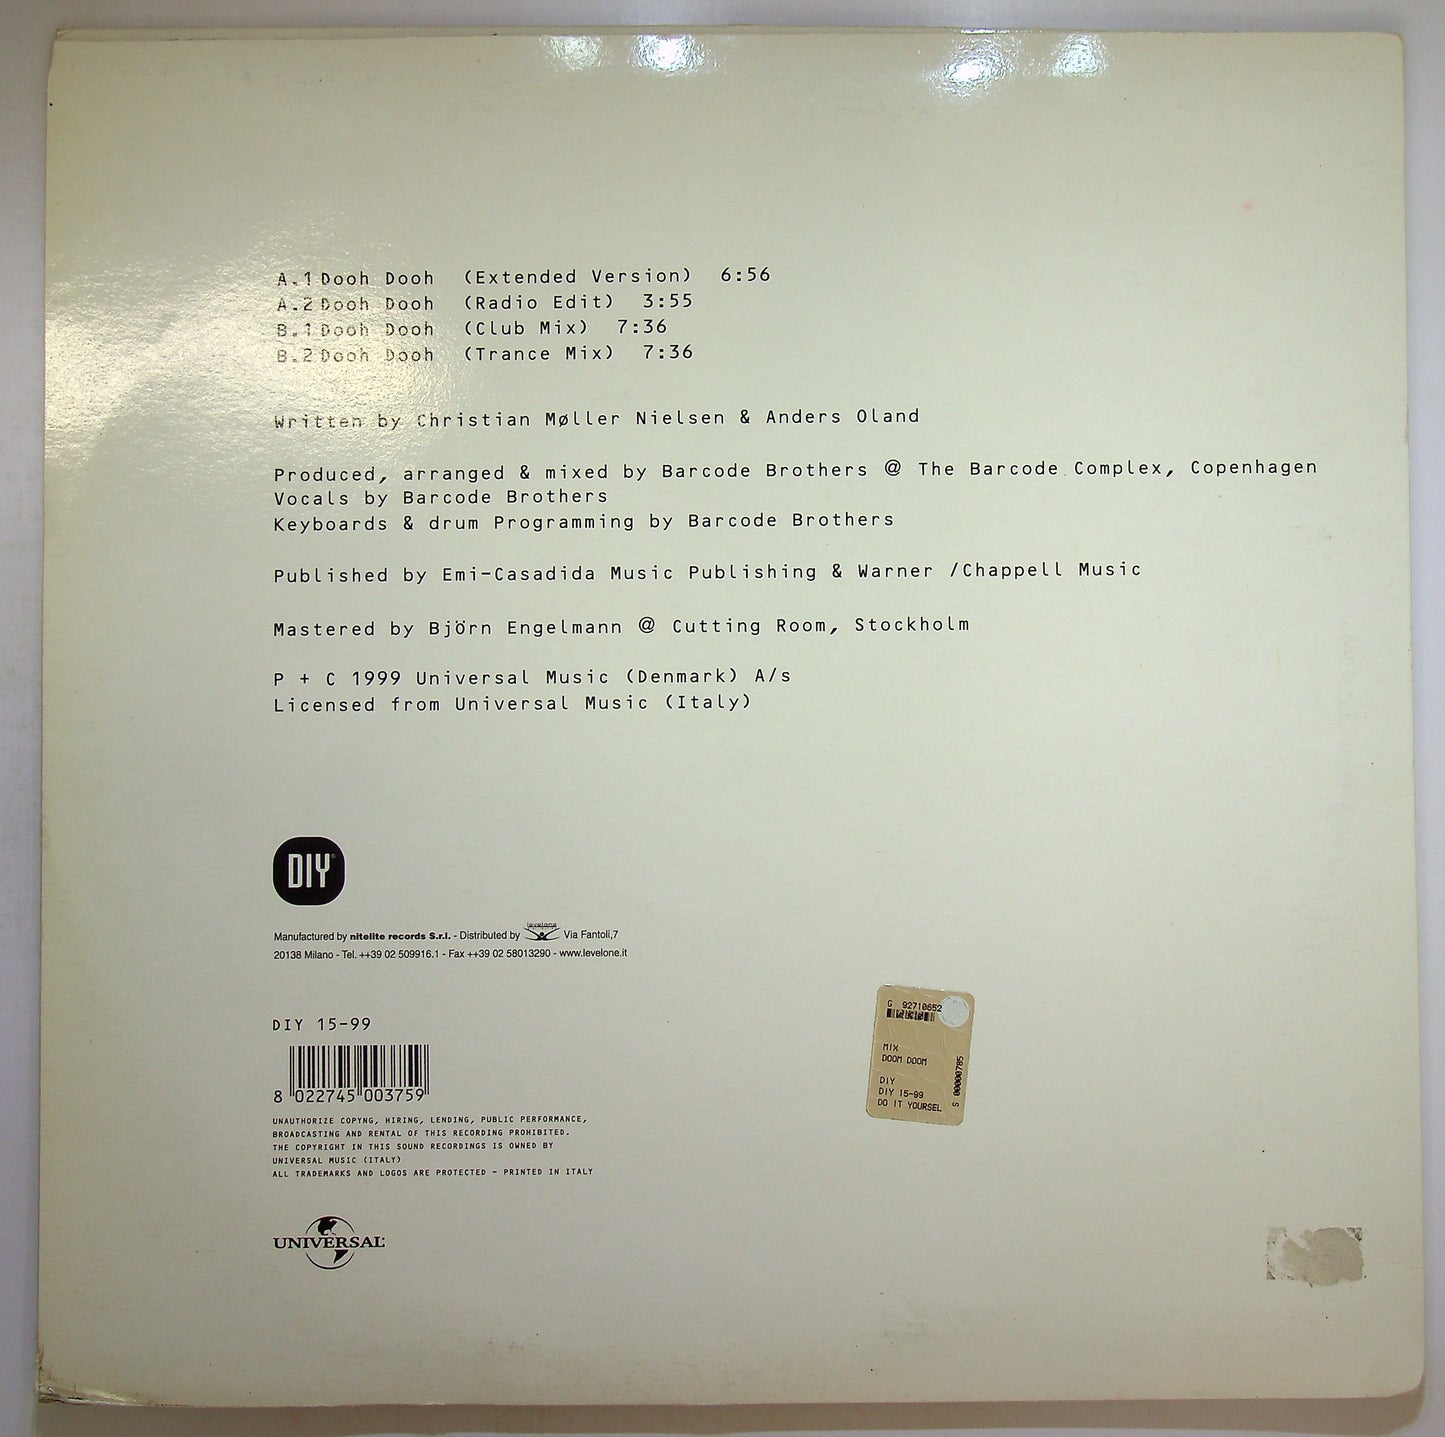 A.1 Dooh Dooh (Extended Version) 6:56
A.2 Dooh Dooh (Radio Edit) 3:55
B.1 Dooh Dooh (Club Mix) 7:36
B.2 Dooh Dooh (Trance Mix) 7:36
Written by Christian Møller Nielsen & Anders Oland
Produced, arranged & mixed by Barcode Brothers @ The Barcode Complex, Copenhagen
Vocals by Barcode Brothers
Keyboards & drum Programming by Barcode Brothers
Published by Emi-Casadida Music Publishing & Warner /Chappell Music
Mastered by Björn Engelmann @ Cutting Room, Stockholm
P + C 1999 Universal Music (Denmark) A/s
Licensed from Universal Music (Italy)
DIY
Manufactured by nitelite records S.r.l. - Distributed by levelone Via Fantoli,7
20138 Milano - Tel. ++39 02 509916.1 - Fax ++39 02 58013290 - www.levelone.it
DIY 15-99
8 022745 003759
UNAUTHORIZE COPYNG, HIRING, LENDING, PUBLIC PERFORMANCE,
BROADCASTING AND RENTAL OF THIS RECORDING PROHIBITED.
THE COPYRIGHT IN THIS SOUND RECORDINGS IS OWNED BY
UNIVERSAL MUSIC (ITALY)
ALL TRADEMARKS AND LOGOS ARE PROTECTED - PRINTED IN ITALY
UNIVERSAL
G 92710652
MIX
DOOM DOOM
DIY
DIY 15-99
DO IT YOURSEL
S 00000785